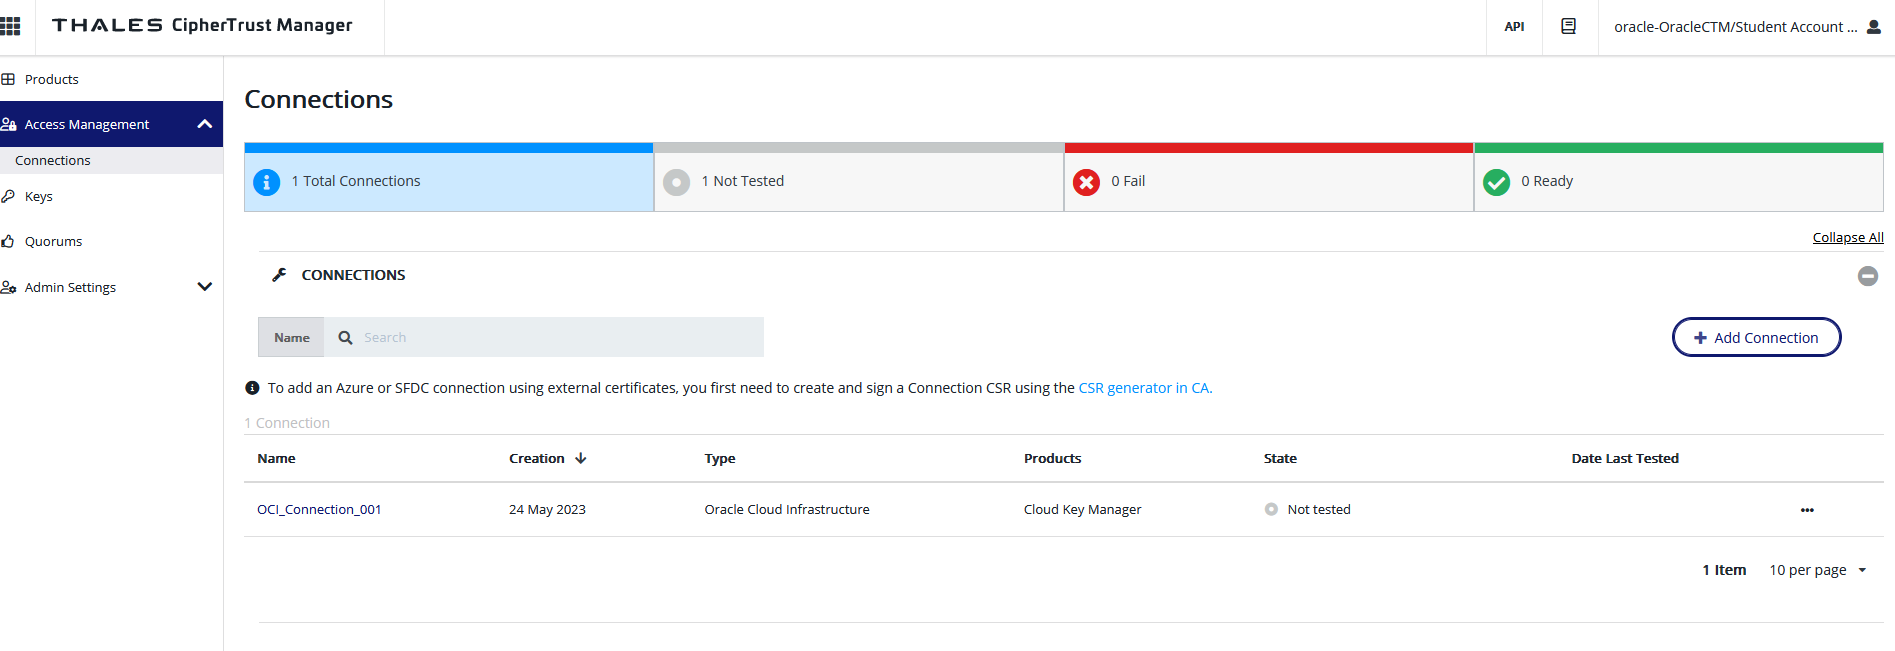 THALES CipherTrust Manager
API
oracle-OracleCTM/Student Account ...
Products
Access Management
Connections
Keys
Quorums
Admin Settings
Connections
1 Total Connections
1 Not Tested
0 Fail
0 Ready
Collapse All
CONNECTIONS
Name
Search
Add Connection
To add an Azure or SFDC connection using external certificates, you first need to create and sign a Connection CSR using the CSR generator in CA.
1 Connection
Name Creation Type Products State Date Last Tested
OCI_Connection_001 24 May 2023 Oracle Cloud Infrastructure Cloud Key Manager Not tested
1 Item 10 per page